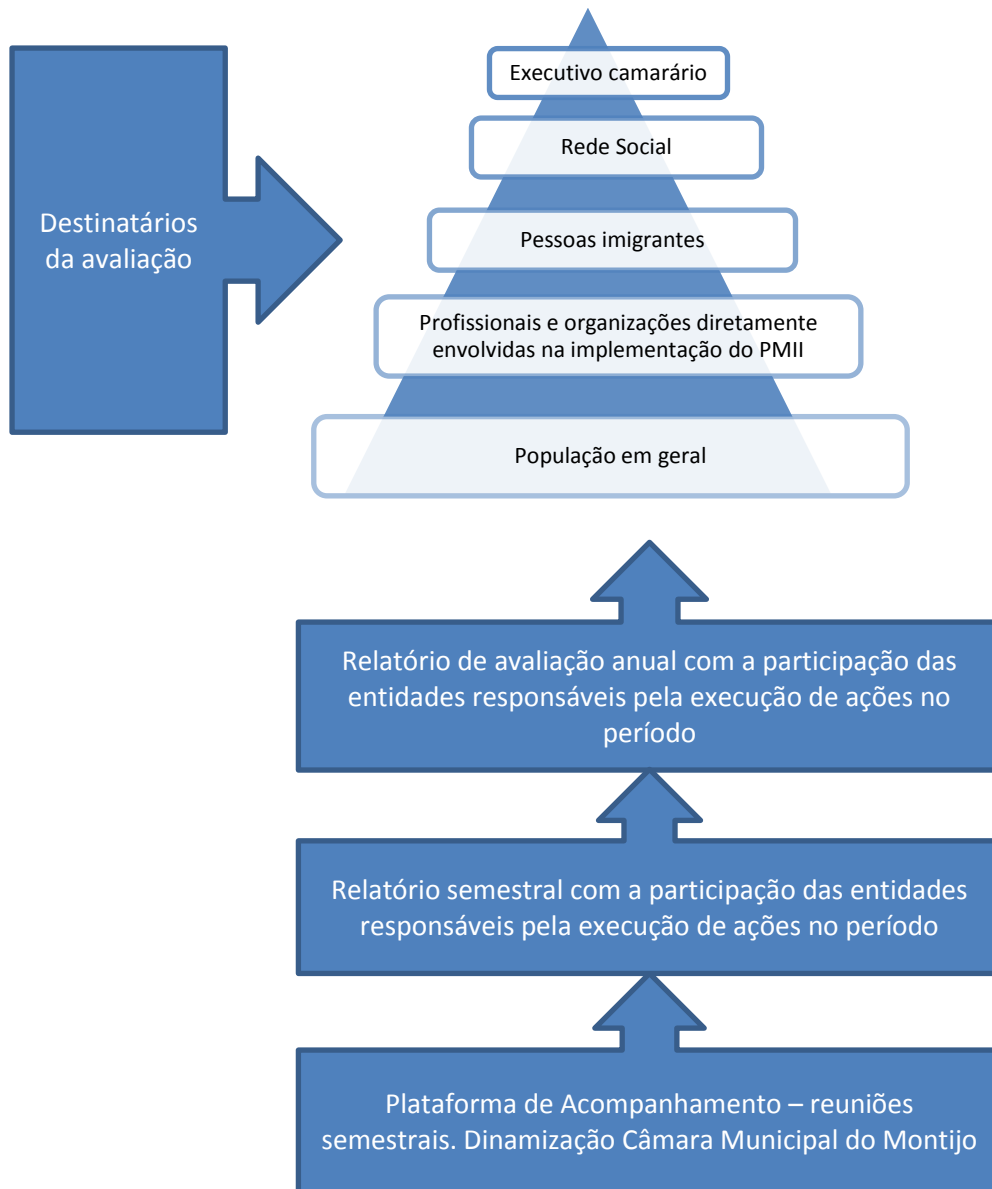 Destinatários
da avaliação
Executivo camarário
Rede Social
Pessoas imigrantes
Profissionais e organizações diretamente
envolvidas na implementação do PMII
População em geral
Relatório de avaliação anual com a participação das
entidades responsáveis pela execução de ações no
período
Relatório semestral com a participação das entidades
responsáveis pela execução de ações no período
Plataforma de Acompanhamento – reuniões
semestrais. Dinamização Câmara Municipal do Montijo